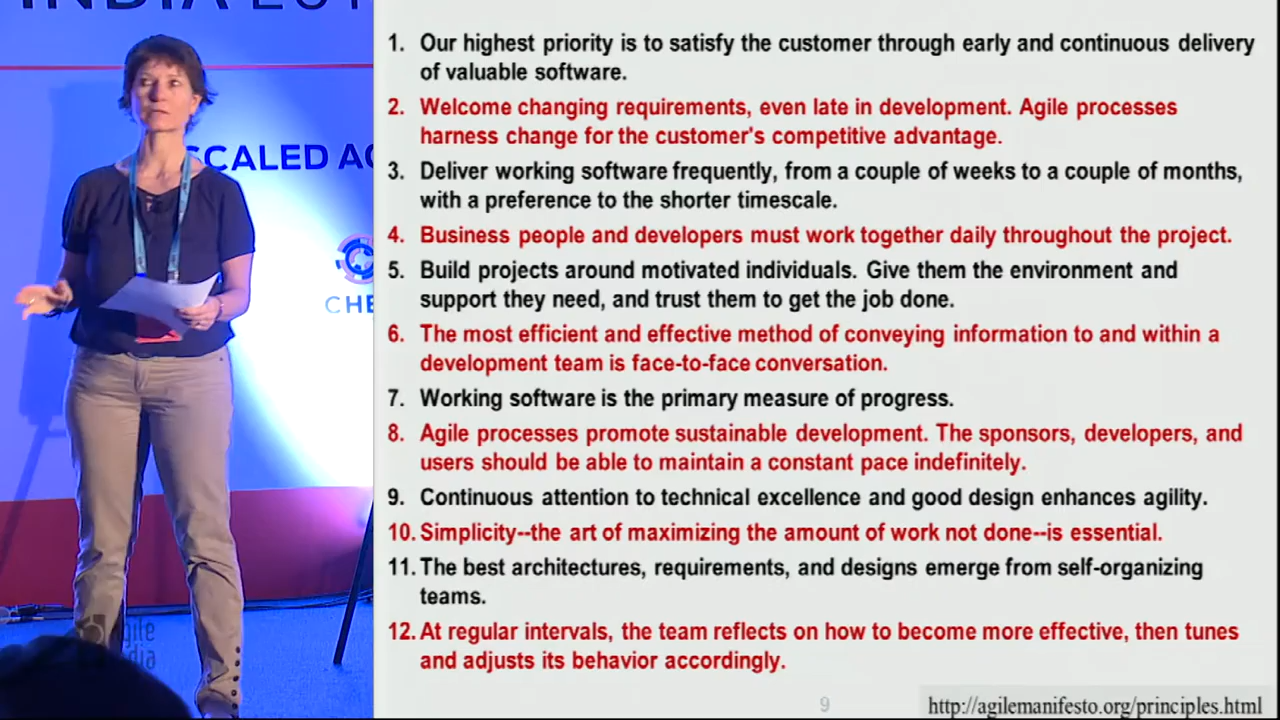 INDIA
SCALED AG
CHE
1. Our highest priority is to satisfy the customer through early and continuous delivery
of valuable software.
2. Welcome changing requirements, even late in development. Agile processes
harness change for the customer's competitive advantage.
3. Deliver working software frequently, from a couple of weeks to a couple of months,
with a preference to the shorter timescale.
4. Business people and developers must work together daily throughout the project.
5. Build projects around motivated individuals. Give them the environment and
support they need, and trust them to get the job done.
6. The most efficient and effective method of conveying information to and within a
development team is face-to-face conversation.
7. Working software is the primary measure of progress.
8. Agile processes promote sustainable development. The sponsors, developers, and
users should be able to maintain a constant pace indefinitely.
9. Continuous attention to technical excellence and good design enhances agility.
10. Simplicity--the art of maximizing the amount of work not done--is essential.
11. The best architectures, requirements, and designs emerge from self-organizing
teams.
12. At regular intervals, the team reflects on how to become more effective, then tunes
and adjusts its behavior accordingly.
9
http://agilemanifesto.org/principles.html
agile
india